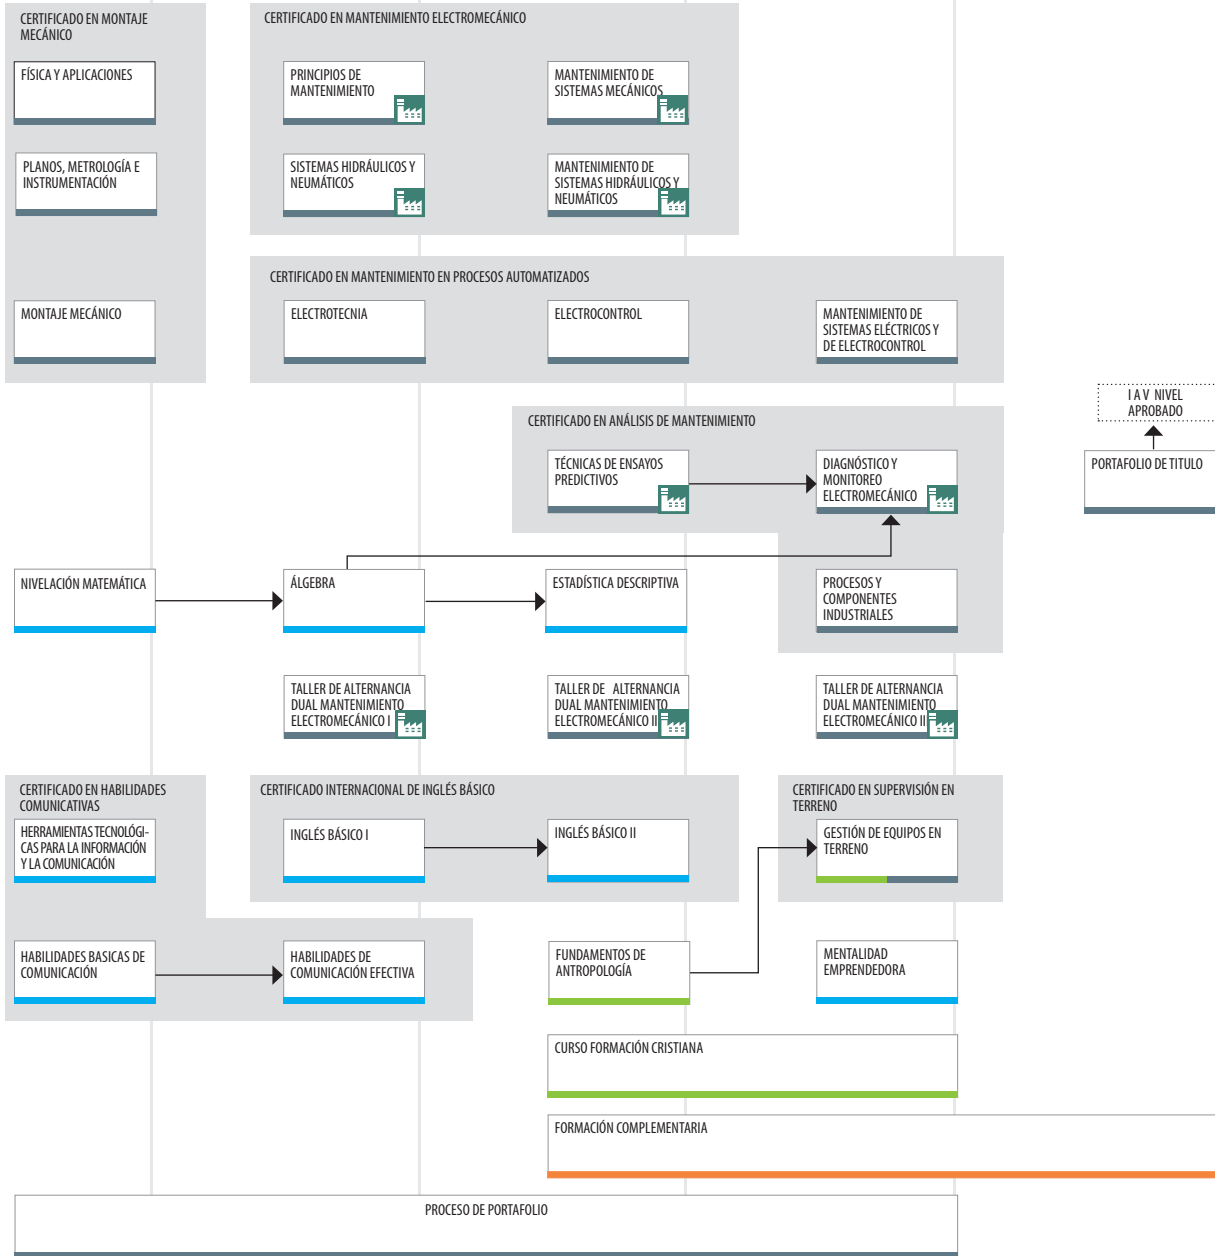 CERTIFICADO EN MONTAJE
MECÁNICO
CERTIFICADO EN MANTENIMIENTO ELECTROMECÁNICO
FÍSICA Y APLICACIONES
PRINCIPIOS DE
MANTENIMIENTO
MANTENIMIENTO DE
SISTEMAS MECÁNICOS
PLANOS, METROLOGÍA E
INSTRUMENTACIÓN
SISTEMAS HIDRÁULICOS Y
NEUMÁTICOS
MANTENIMIENTO DE
SISTEMAS HIDRÁULICOS Y
NEUMÁTICOS
CERTIFICADO EN MANTENIMIENTO EN PROCESOS AUTOMATIZADOS
MONTAJE MECÁNICO
ELECTROTECNIA
ELECTROCONTROL
MANTENIMIENTO DE
SISTEMAS ELÉCTRICOS Y
DE ELECTROCONTROL
I A V NIVEL
APROBADO
CERTIFICADO EN ANÁLISIS DE MANTENIMIENTO
TÉCNICAS DE ENSAYOS
PREDICTIVOS
DIAGNÓSTICO Y
MONITOREO
ELECTROMECÁNICO
PORTAFOLIO DE TITULO
NIVELACIÓN MATEMÁTICA
ÁLGEBRA
ESTADÍSTICA DESCRIPTIVA
PROCESOS Y
COMPONENTES
INDUSTRIALES
TALLER DE ALTERNANCIA
DUAL MANTENIMIENTO
ELECTROMECÁNICO I
TALLER DE ALTERNANCIA
DUAL MANTENIMIENTO
ELECTROMECÁNICO II
TALLER DE ALTERNANCIA
DUAL MANTENIMIENTO
ELECTROMECÁNICO II
CERTIFICADO EN HABILIDADES
COMUNICATIVAS
CERTIFICADO INTERNACIONAL DE INGLÉS BÁSICO
CERTIFICADO EN SUPERVISIÓN EN
TERRENO
HERRAMIENTAS TECNOLÓGI-
CAS PARA LA INFORMACIÓN
Y LA COMUNICACIÓN
INGLÉS BÁSICO I
INGLÉS BÁSICO II
GESTIÓN DE EQUIPOS EN
TERRENO
HABILIDADES BASICAS DE
COMUNICACIÓN
HABILIDADES DE
COMUNICACIÓN EFECTIVA
FUNDAMENTOS DE
ANTROPOLOGÍA
MENTALIDAD
EMPRENDEDORA
CURSO FORMACIÓN CRISTIANA
FORMACIÓN COMPLEMENTARIA
PROCESO DE PORTAFOLIO